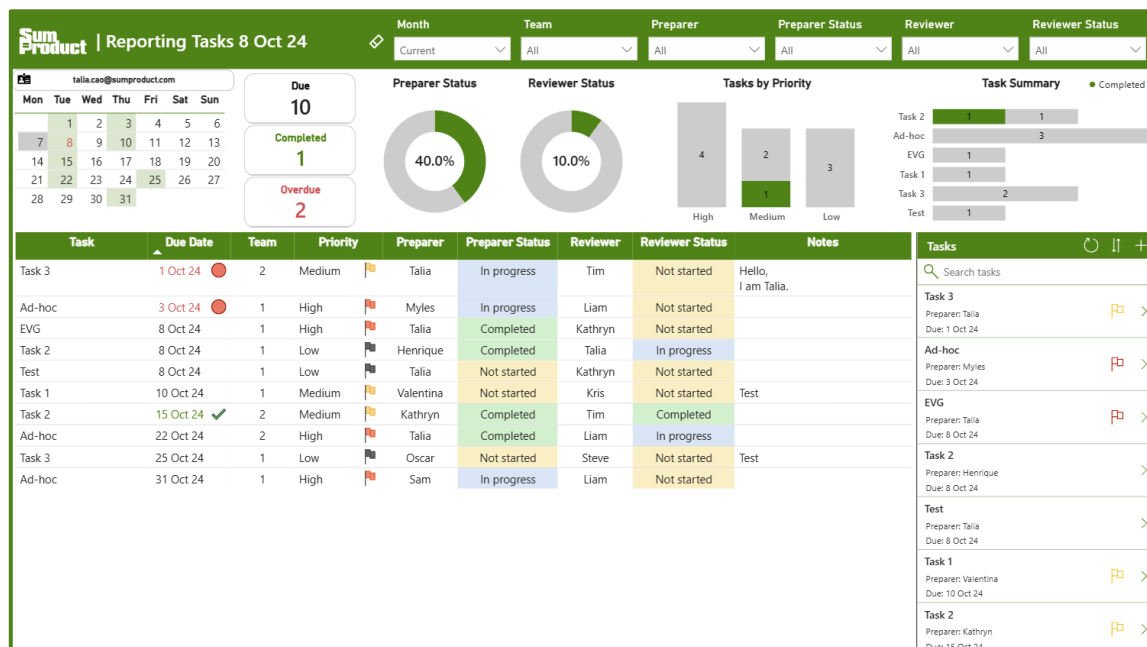 Sum
Product | Reporting Tasks 8 Oct 24
Month Team Preparer Preparer Status Reviewer Reviewer Status
Current All All All All All
talia.cao@sumproduct.com
Mon Tue Wed Thu Fri Sat Sun
1 2 3 4 5 6
7 8 9 10 11 12 13
14 15 16 17 18 19 20
21 22 23 24 25 26 27
28 29 30 31
Due
10
Completed
1
Overdue
2
Preparer Status
40.0%
Reviewer Status
10.0%
Tasks by Priority
4 2 3
1
High Medium Low
Task Summary Completed
Task 2 1 1
Ad-hoc 3
EVG 1
Task 1 1
Task 3 2
Test 1
Task Due Date Team Priority Preparer Preparer Status Reviewer Reviewer Status Notes
Task 3 1 Oct 24 2 Medium Talia In progress Tim Not started Hello,
I am Talia.
Ad-hoc 3 Oct 24 1 High Myles In progress Liam Not started
EVG 8 Oct 24 1 High Talia Completed Kathryn Not started
Task 2 8 Oct 24 1 Low Henrique Completed Talia In progress
Test 8 Oct 24 1 Low Talia Not started Kathryn Not started
Task 1 10 Oct 24 1 Medium Valentina Not started Kris Not started Test
Task 2 15 Oct 24 2 Medium Kathryn Completed Tim Completed
Ad-hoc 22 Oct 24 2 High Talia Completed Liam In progress
Task 3 25 Oct 24 1 Low Oscar Not started Steve Not started Test
Ad-hoc 31 Oct 24 1 High Sam In progress Liam Not started
Tasks
Search tasks
Task 3
Preparer: Talia
Due: 1 Oct 24
Ad-hoc
Preparer: Myles
Due: 3 Oct 24
EVG
Preparer: Talia
Due: 8 Oct 24
Task 2
Preparer: Henrique
Due: 8 Oct 24
Test
Preparer: Talia
Due: 8 Oct 24
Task 1
Preparer: Valentina
Due: 10 Oct 24
Task 2
Preparer: Kathryn
Due: 15 Oct 24